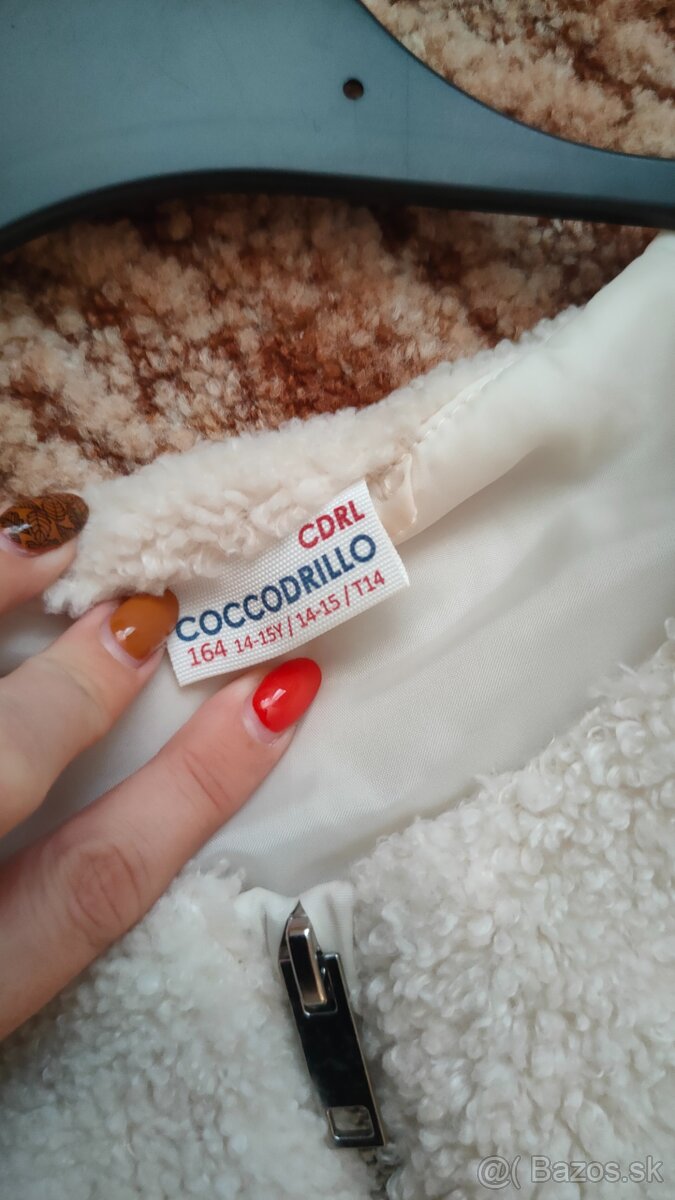 CDRL
COCCODRILLO
164 14-15Y / 14-15 / T14
@( Bazos.sk